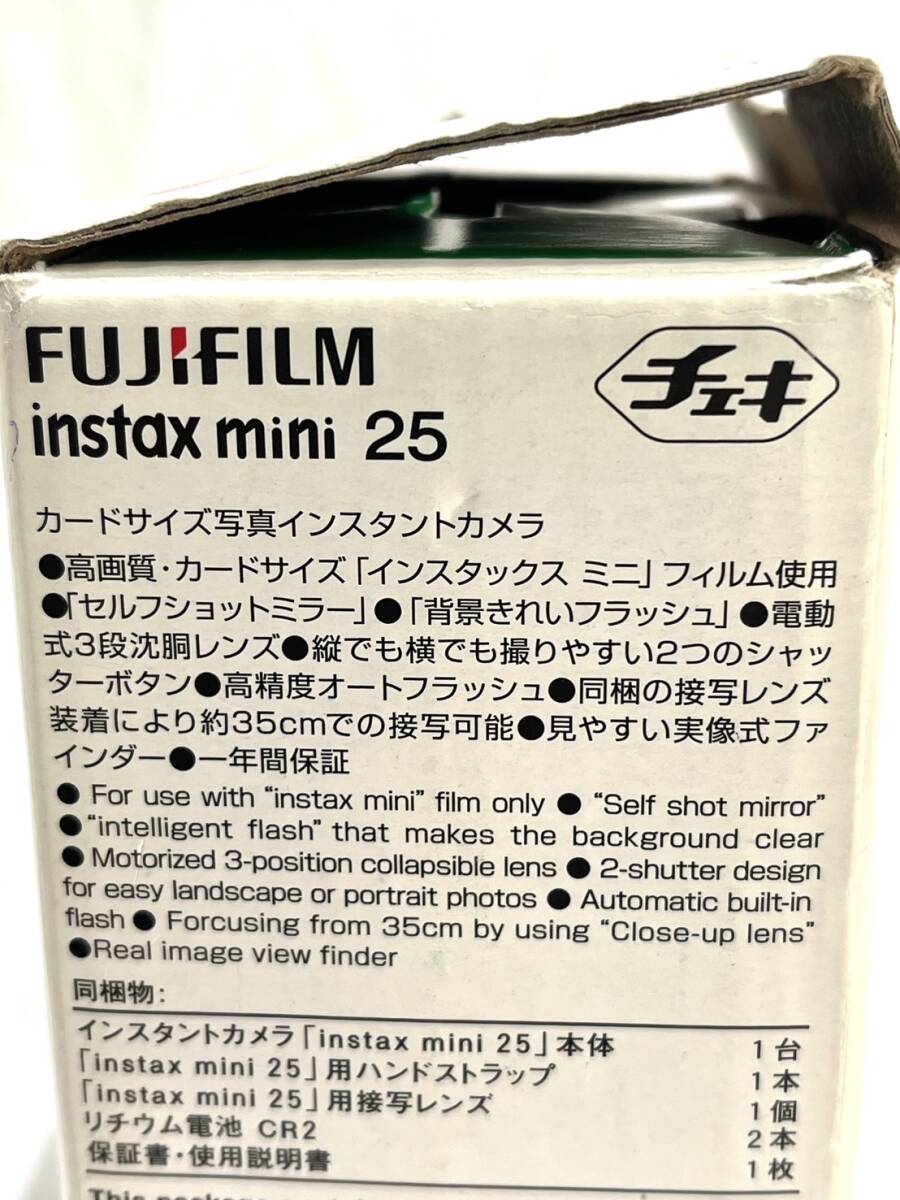 FUJIFILM
チェキ
instax mini 25
カードサイズ写真インスタントカメラ
●高画質・カードサイズ「インスタックス ミニ」フィルム使用
●「セルフショットミラー」●「背景きれいフラッシュ」●電動
式3段沈胴レンズ●縦でも横でも撮りやすい2つのシャッ
ターボタン●高精度オートフラッシュ●同梱の接写レンズ
装着により約35cmでの接写可能●見やすい実像式ファ
インダー●一年間保証
● For use with "instax mini" film only ● "Self shot mirror"
● "intelligent flash" that makes the background clear
● Motorized 3-position collapsible lens ● 2-shutter design
for easy landscape or portrait photos ● Automatic built-in
flash ● Forcusing from 35cm by using "Close-up lens"
●Real image view finder
同梱物:
インスタントカメラ「instax mini 25」本体 1台
「instax mini 25」用ハンドストラップ 1本
「instax mini 25」用接写レンズ 1個
リチウム電池 CR2 2本
保証書・使用説明書 1枚
This package